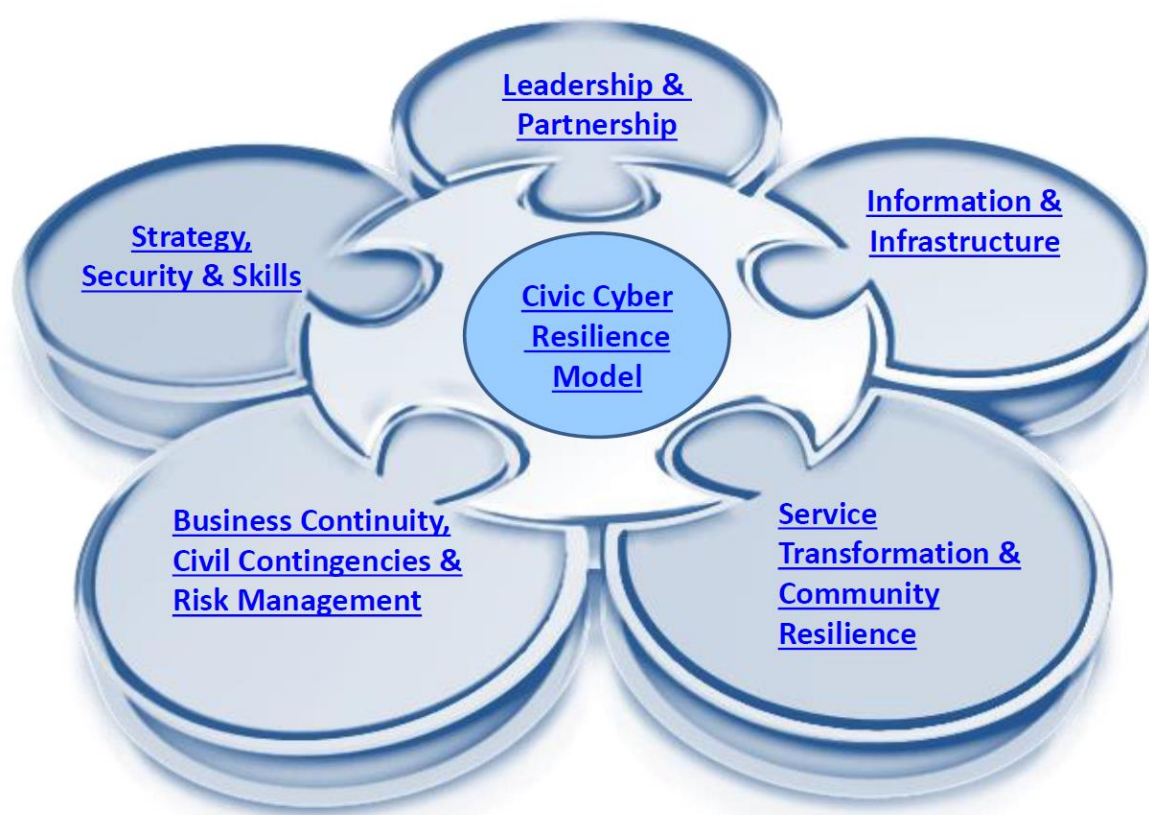 Leadership &
Partnership
Information &
Infrastructure
Strategy,
Security & Skills
Civic Cyber
Resilience
Model
Business Continuity,
Civil Contingencies &
Risk Management
Service
Transformation &
Community
Resilience